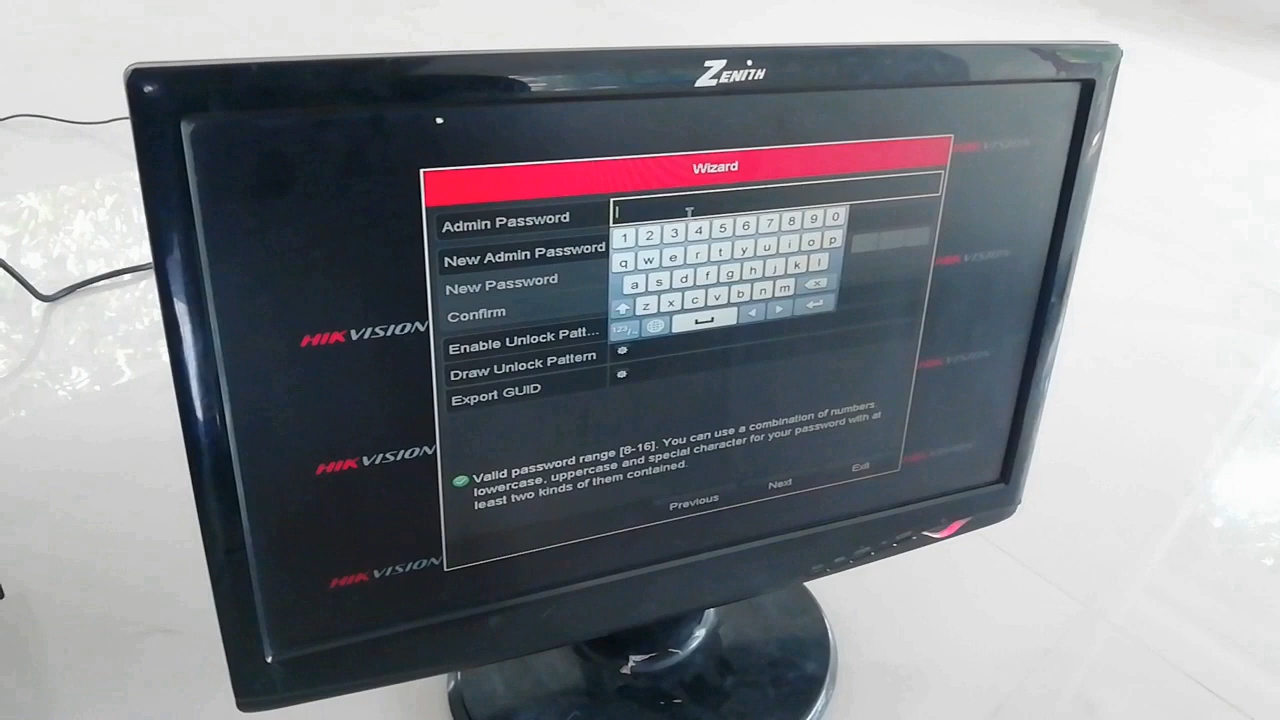 ZENITH
Wizard
Admin Password
1 2 3 4 5 6 7 8 9 0
New Admin Password
q w e r t y u i o p
New Password
a s d f g h j k l
Confirm
z x c v b n m
123/,..
Enable Unlock Patt...
Draw Unlock Pattern
Export GUID
Valid password range [8-16]. You can use a combination of numbers
lowercase, uppercase and special character for your password with at
least two kinds of them contained.
Previous
Next
Exit
HIKVISION
HIKVISION
HIKVISION